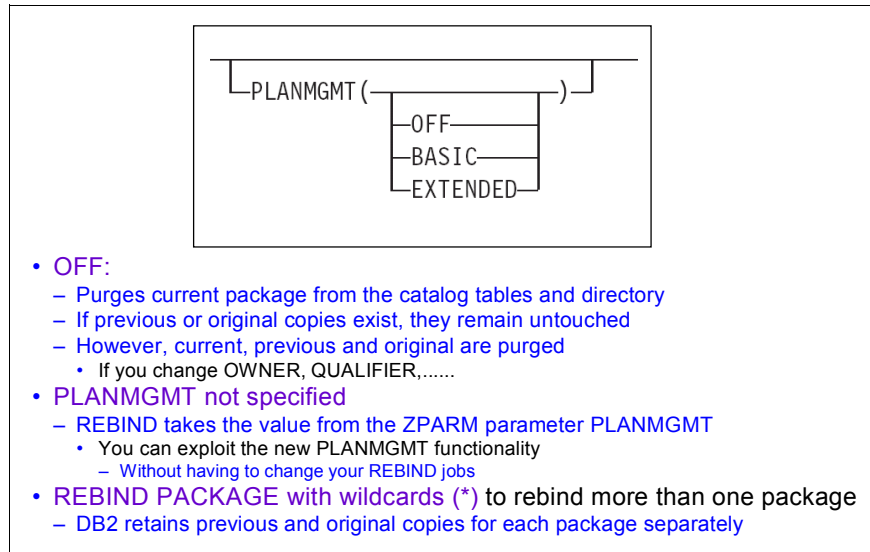 PLANMGMT( )
OFF
BASIC
EXTENDED
• OFF:
– Purges current package from the catalog tables and directory
– If previous or original copies exist, they remain untouched
– However, current, previous and original are purged
• If you change OWNER, QUALIFIER,......
• PLANMGMT not specified
– REBIND takes the value from the ZPARM parameter PLANMGMT
• You can exploit the new PLANMGMT functionality
– Without having to change your REBIND jobs
• REBIND PACKAGE with wildcards (*) to rebind more than one package
– DB2 retains previous and original copies for each package separately